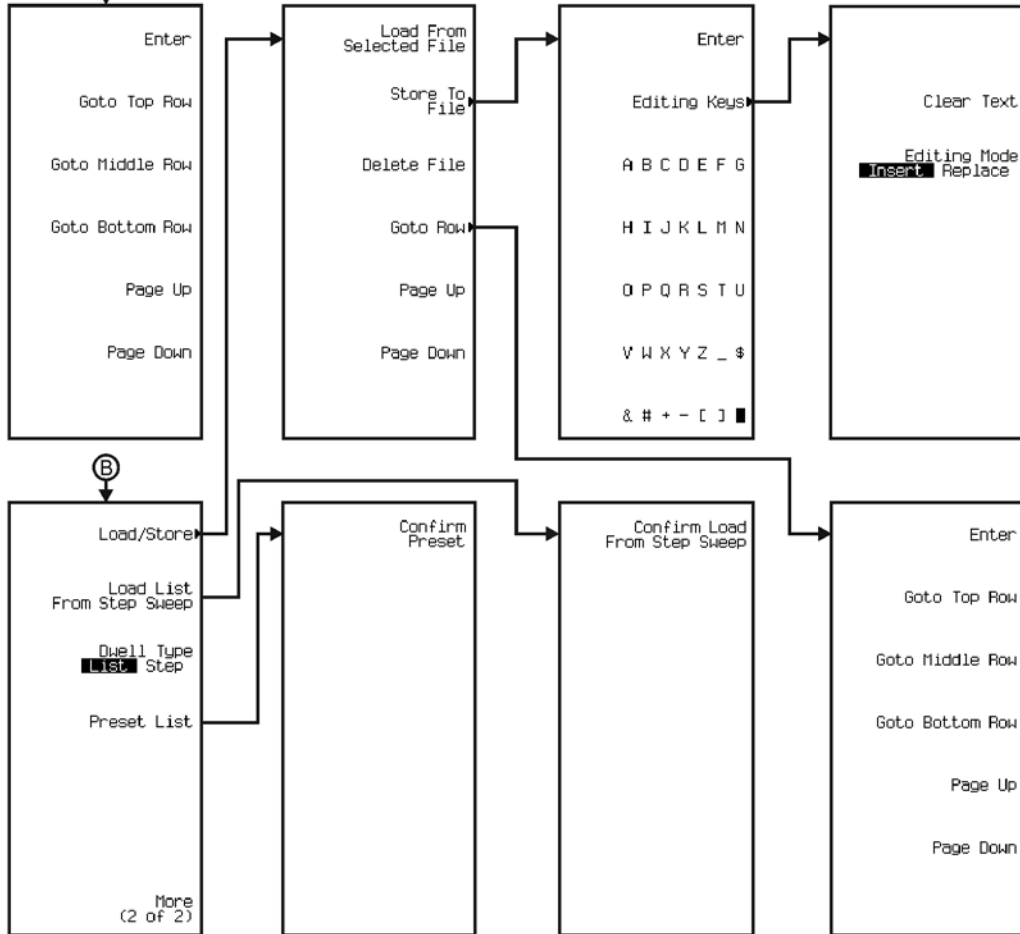 Enter
Goto Top Row
Goto Middle Row
Goto Bottom Row
Page Up
Page Down
Load From
Selected File
Store To
File
Delete File
Goto Row
Page Up
Page Down
Enter
Editing Keys
A B C D E F G
H I J K L M N
O P Q R S T U
V W X Y Z _ $
& # + - [ ]
Clear Text
Editing Mode
Insert Replace
B
Load/Store
Load List
From Step Sweep
Dwell Type
List Step
Preset List
More
(2 of 2)
Confirm
Preset
Confirm Load
From Step Sweep
Enter
Goto Top Row
Goto Middle Row
Goto Bottom Row
Page Up
Page Down